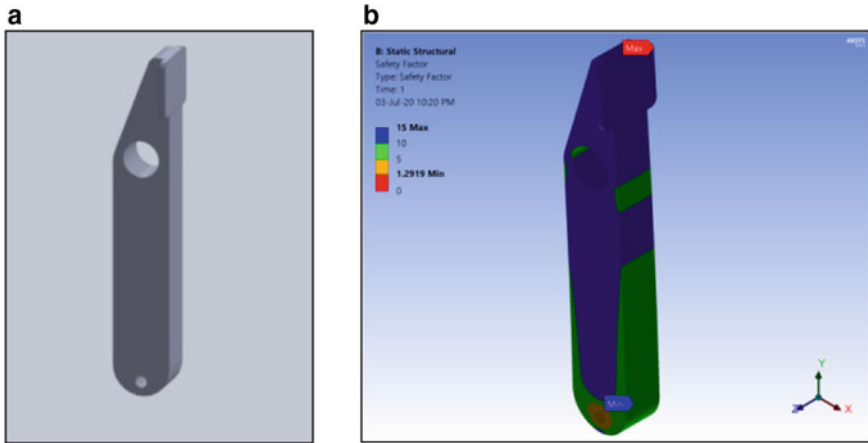 a
b
B: Static Structural
Safety Factor
Type: Safety Factor
Time: 1
03-Jul-20 10:20 PM
15 Max
10
5
1.2919 Min
0
Max
Min
ANSYS
Y
Z
X